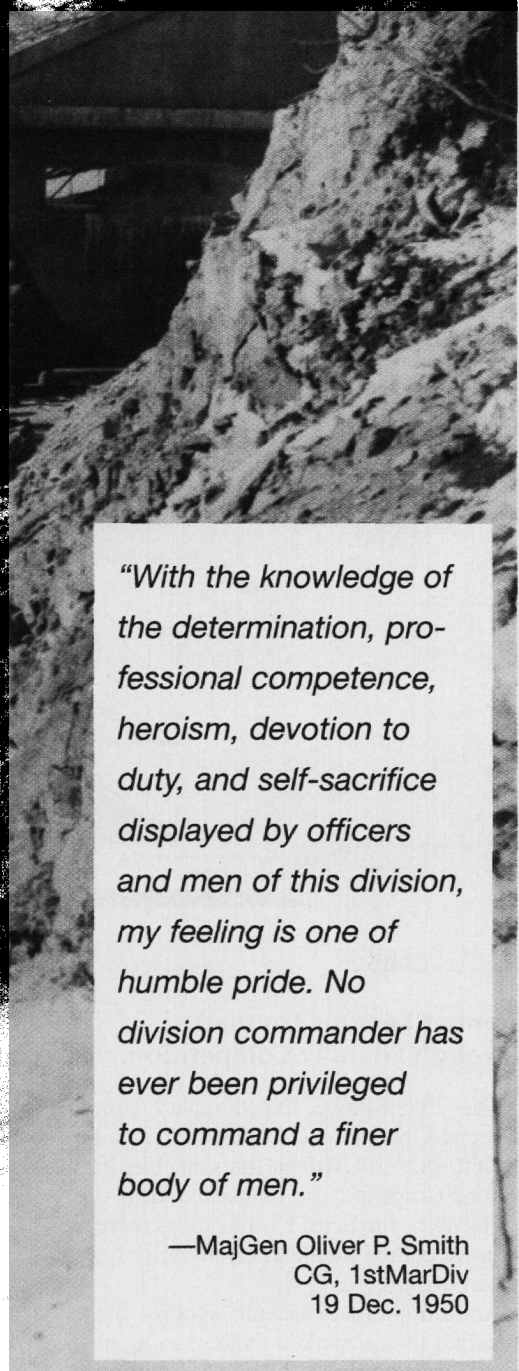 “With the knowledge of
the determination, pro-
fessional competence,
heroism, devotion to
duty, and self-sacrifice
displayed by officers
and men of this division,
my feeling is one of
humble pride. No
division commander has
ever been privileged
to command a finer
body of men.”
—MajGen Oliver P. Smith
CG, 1stMarDiv
19 Dec. 1950